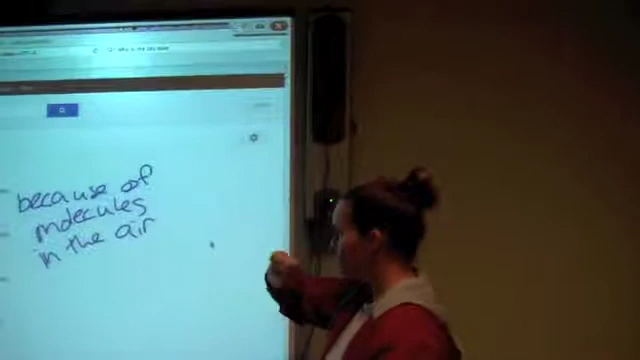 because of
molecules
in the air